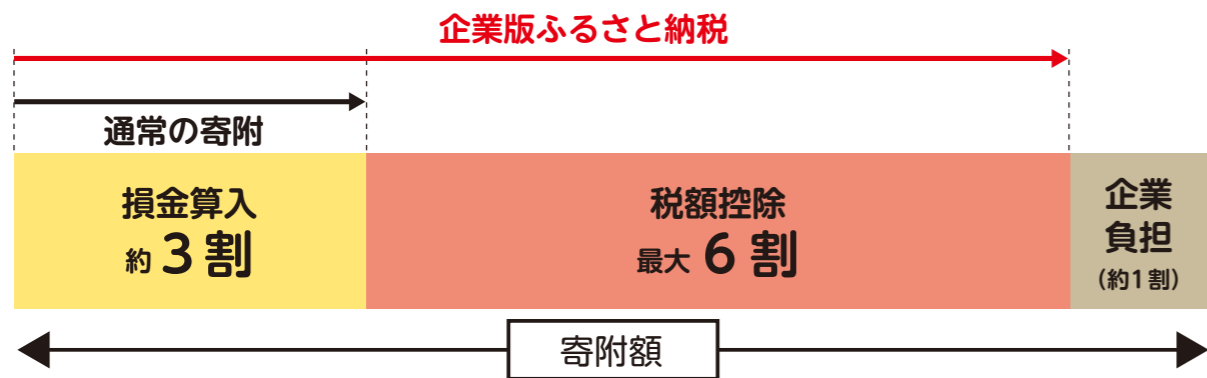 企業版ふるさと納税
通常の寄附
損金算入
約3割
税額控除
最大6割
企業
負担
(約1割)
寄附額